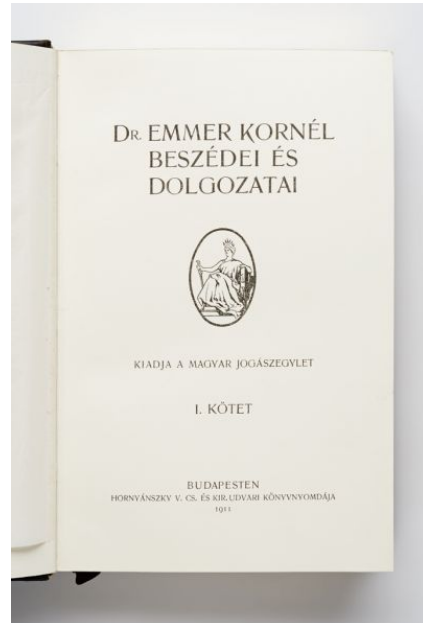 DR. EMMER KORNÉL
BESZÉDEI ÉS
DOLGOZATAI
KIADJA A MAGYAR JOGÁSZEGYLET
I. KÖTET
BUDAPESTEN
HORNYÁNSZKY V. CS. ÉS KIR. UDVARI KÖNYVNYOMDÁJA
1911